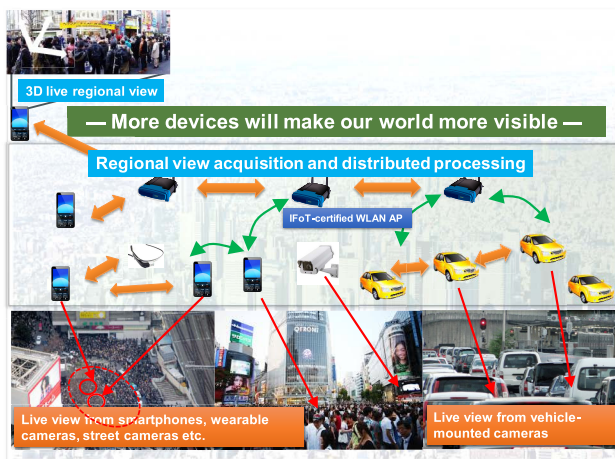 3D live regional view
— More devices will make our world more visible —
Regional view acquisition and distributed processing
IFoT-certified WLAN AP
QFRONT
Live view from smartphones, wearable
cameras, street cameras etc.
Live view from vehicle-
mounted cameras